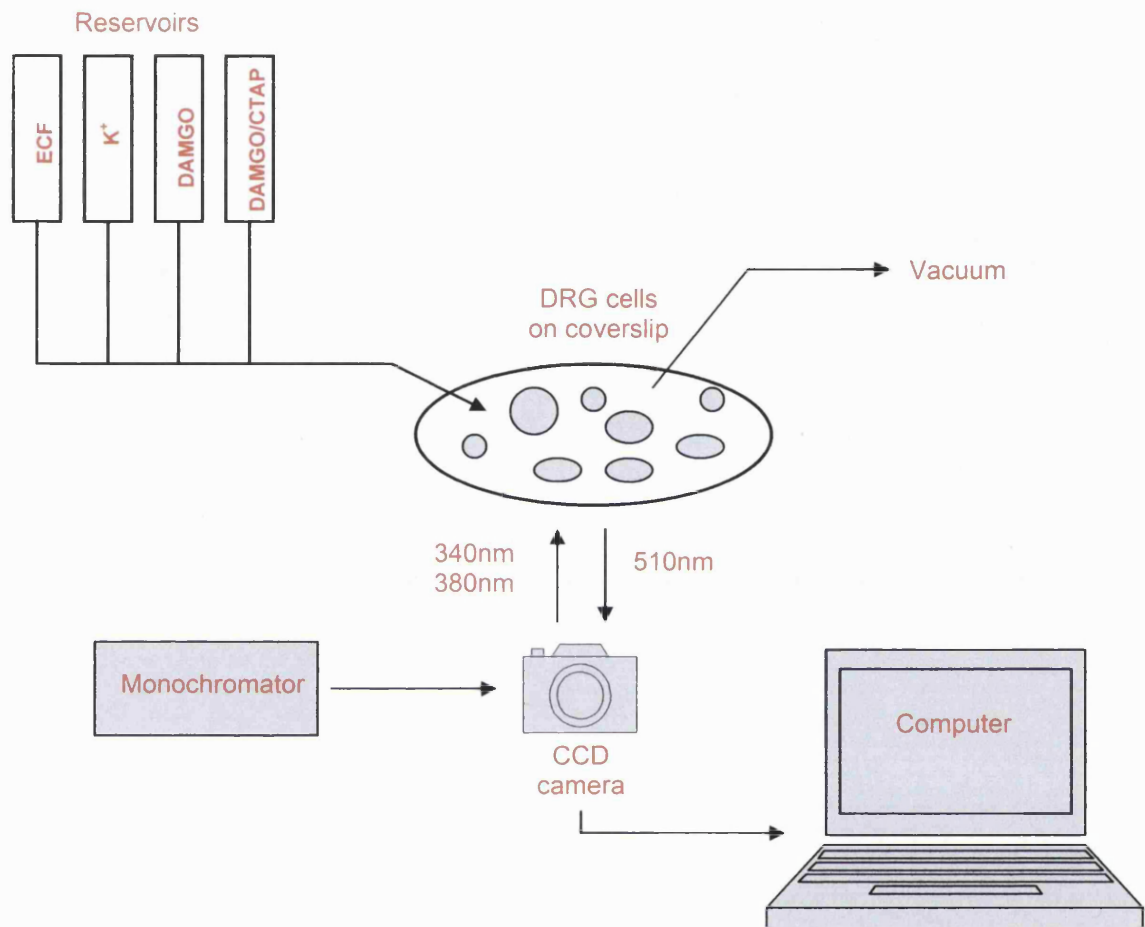 Reservoirs
ECF
K⁺
DAMGO
DAMGO/CTAP
Vacuum
DRG cells
on coverslip
340nm
380nm
510nm
Monochromator
CCD
camera
Computer